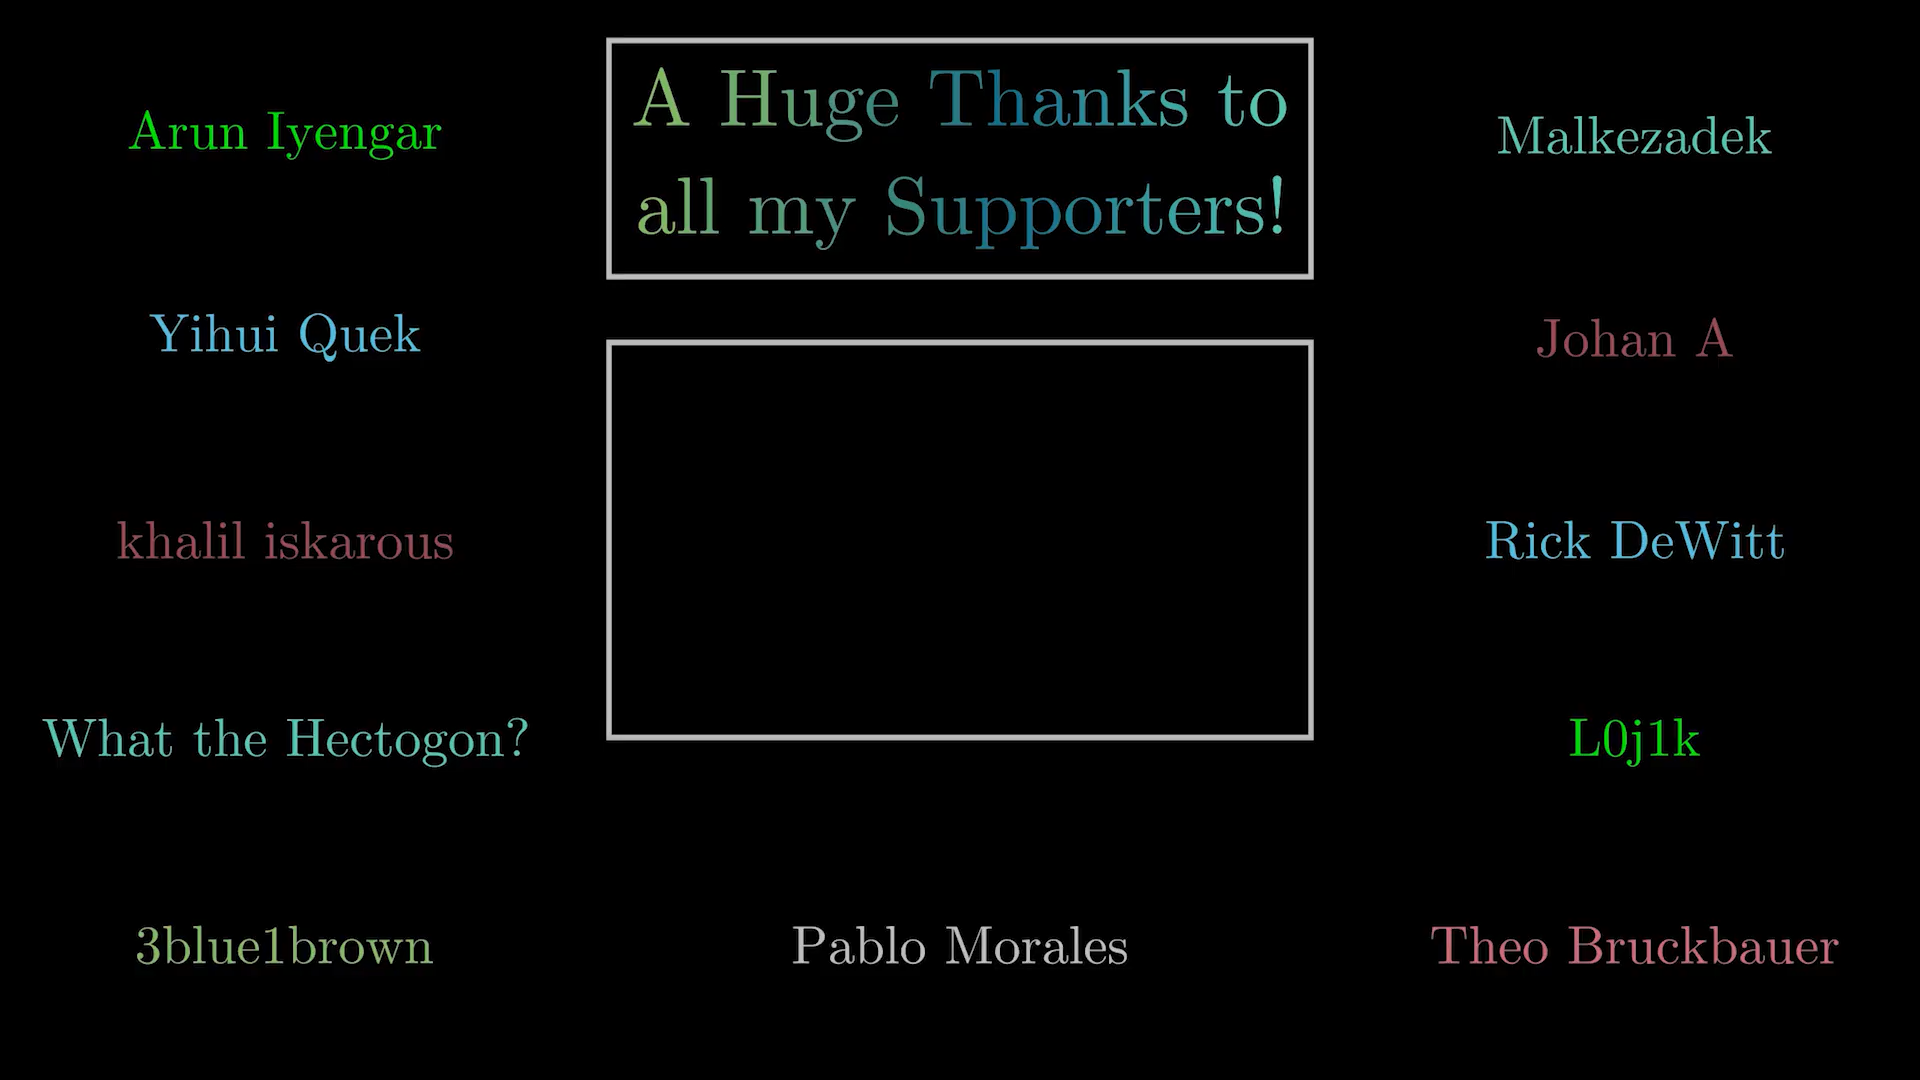 A Huge Thanks to
all my Supporters!
Arun Iyengar
Malkezadek
Yihui Quek
Johan A
khalil iskarous
Rick DeWitt
What the Hectogon?
L0j1k
3blue1brown
Pablo Morales
Theo Bruckbauer